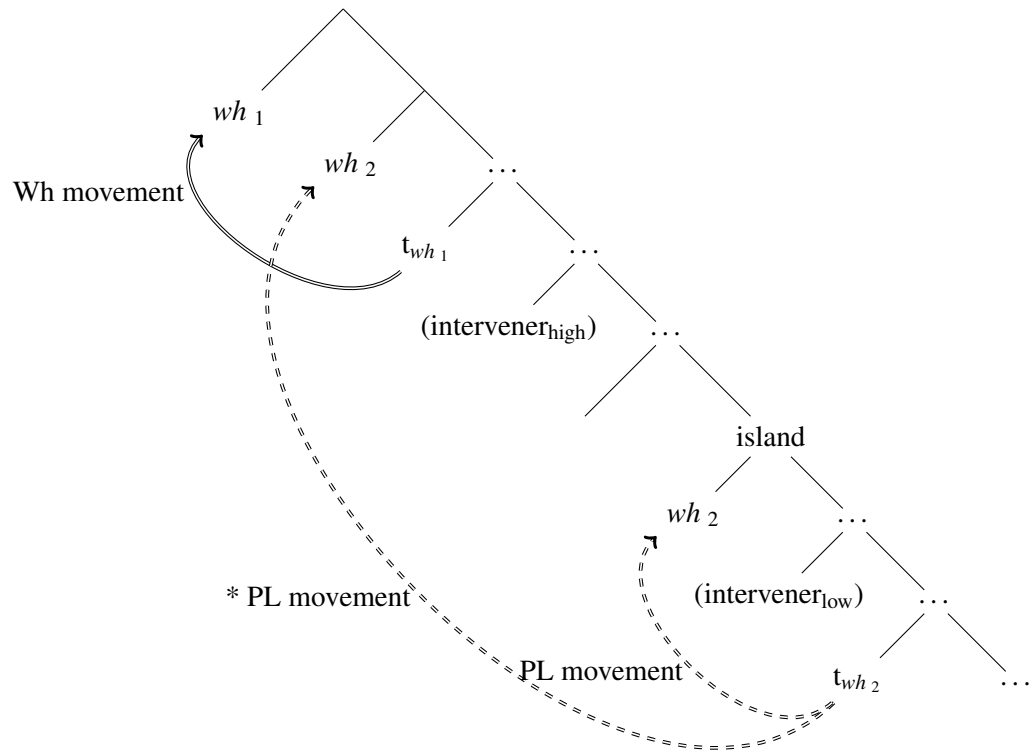 wh 1
wh 2
Wh movement
...
t wh 1
...
(intervener high)
...
island
wh 2
...
* PL movement
(intervener low)
...
PL movement
t wh 2
...